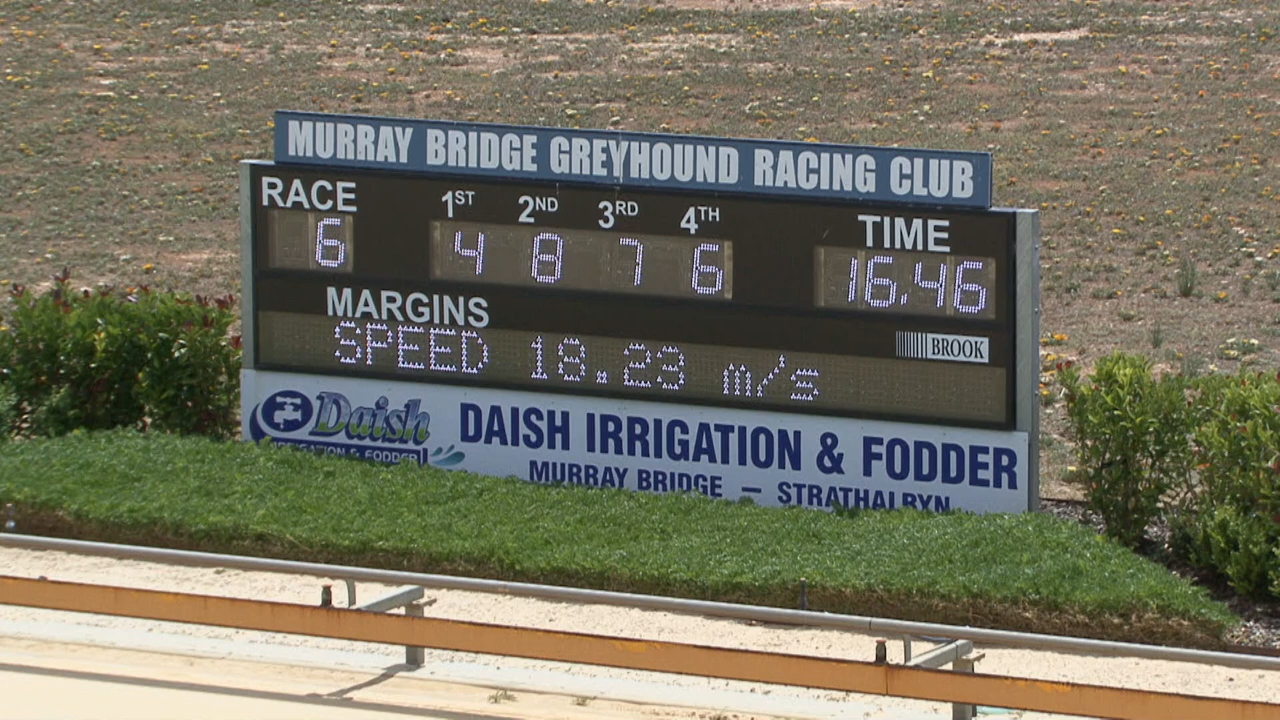 MURRAY BRIDGE GREYHOUND RACING CLUB
RACE 1ST 2ND 3RD 4TH TIME
6 4 8 7 6 16.46
MARGINS
SPEED 18.23 m/s
BROOK
Daish
IRRIGATION & FODDER
DAISH IRRIGATION & FODDER
MURRAY BRIDGE — STRATHALBYN